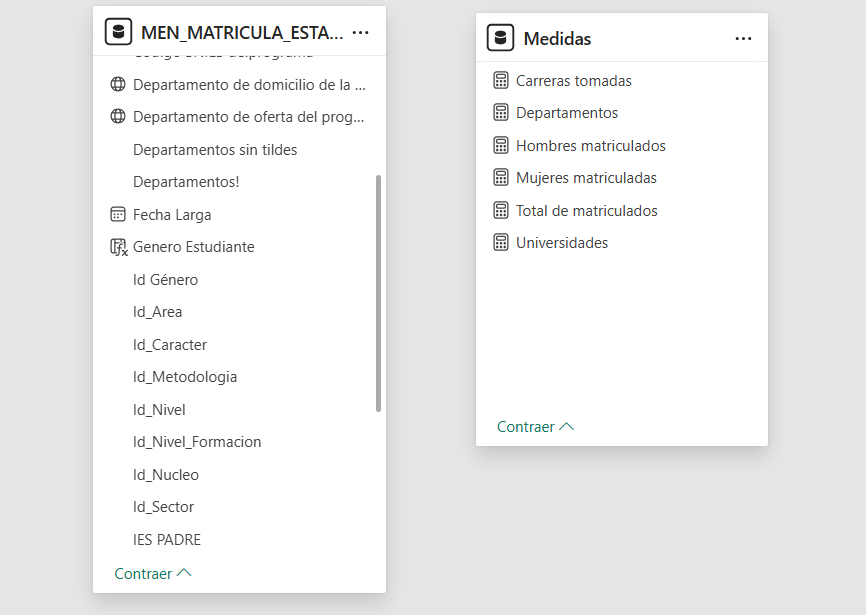 MEN_MATRICULA_ESTA...
Departamento de domicilio de la ...
Departamento de oferta del prog...
Departamentos sin tildes
Departamentos!
Fecha Larga
Genero Estudiante
Id Género
Id_Area
Id_Caracter
Id_Metodologia
Id_Nivel
Id_Nivel_Formacion
Id_Nucleo
Id_Sector
IES PADRE
Contraer
Medidas
Carreras tomadas
Departamentos
Hombres matriculados
Mujeres matriculadas
Total de matriculados
Universidades
Contraer